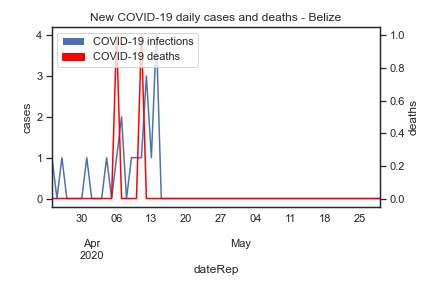 New COVID-19 daily cases and deaths - Belize
COVID-19 infections
COVID-19 deaths
4
3
2
1
0
cases
1.0
0.8
0.6
0.4
0.2
0.0
deaths
30 06 13 20 27 04 11 18 25
Apr May
2020
dateRep